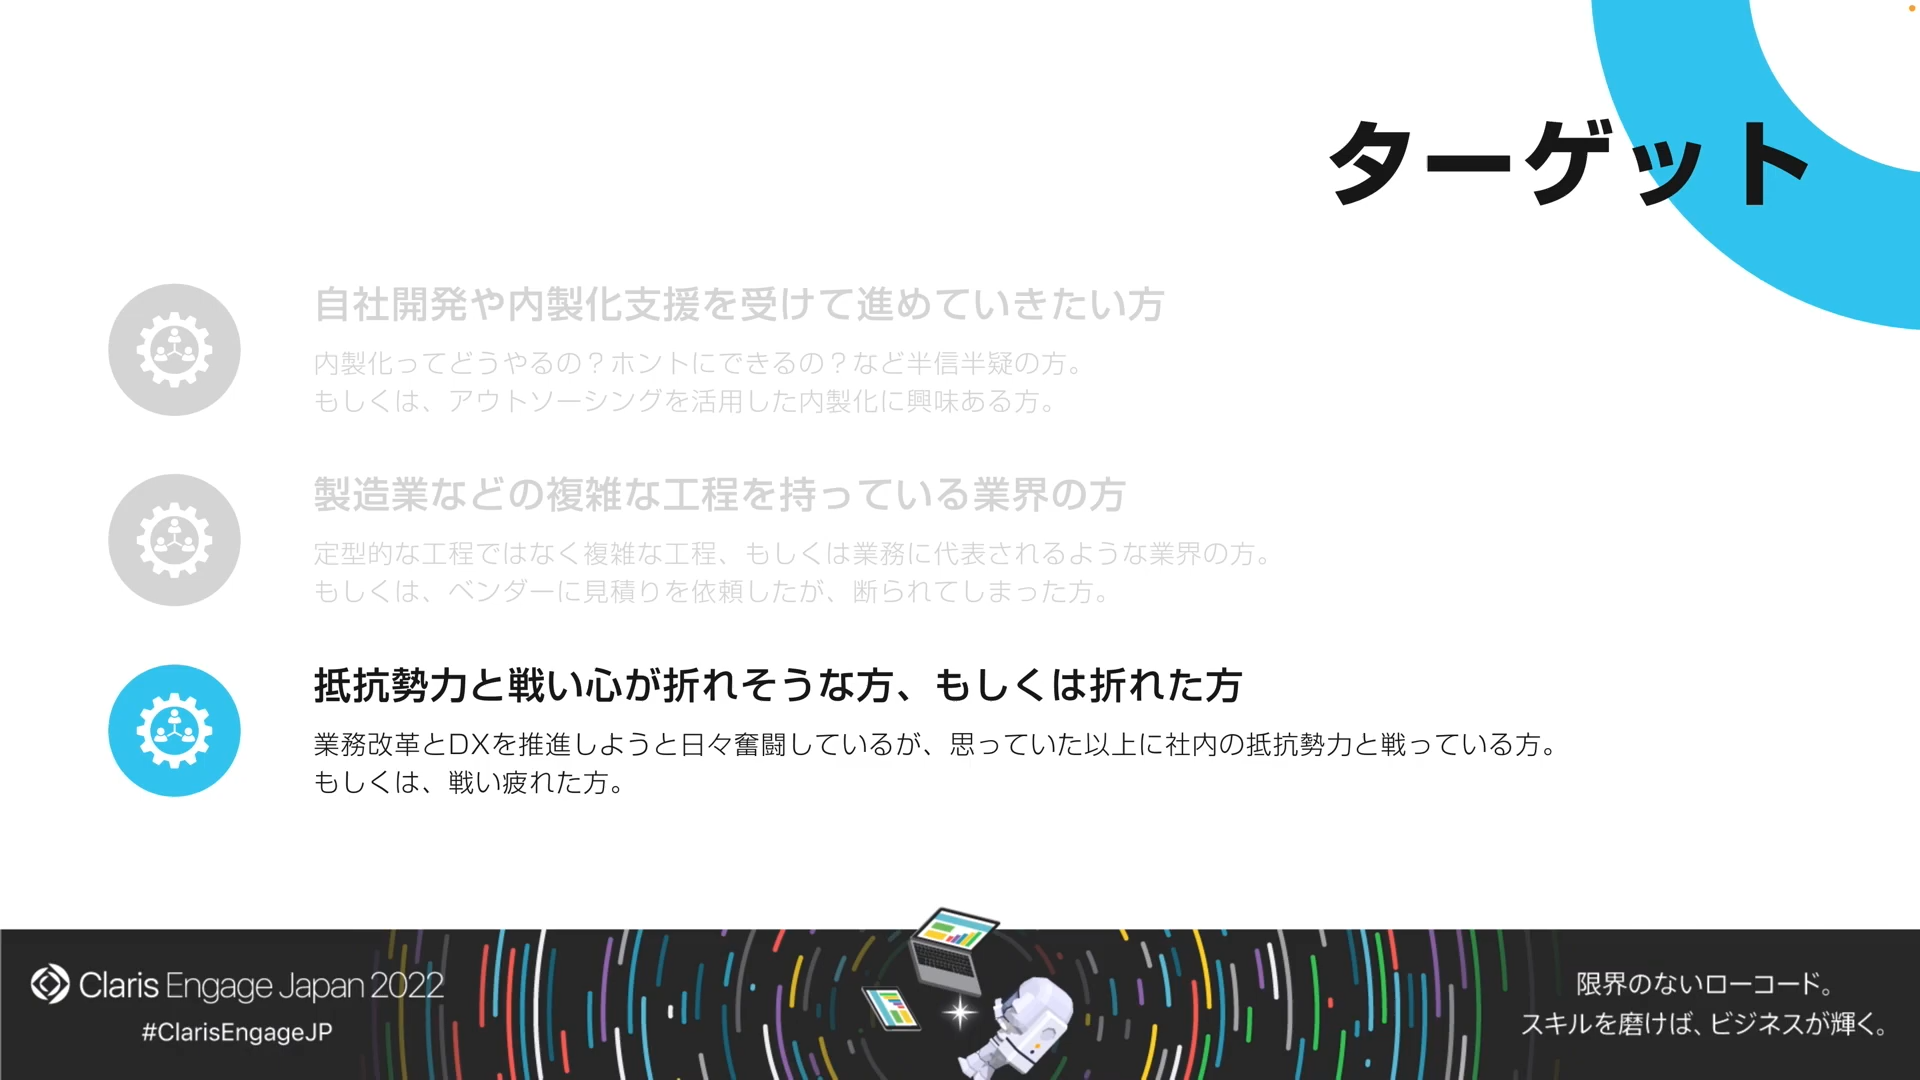 ターゲット
自社開発や内製化支援を受けて進めていきたい方
内製化ってどうやるの？ホントにできるの？など半信半疑の方。
もしくは、アウトソーシングを活用した内製化に興味ある方。
製造業などの複雑な工程を持っている業界の方
定型的な工程ではなく複雑な工程、もしくは業務に代表されるような業界の方。
もしくは、ベンダーに見積りを依頼したが、断られてしまった方。
抵抗勢力と戦い心が折れそうな方、もしくは折れた方
業務改革とDXを推進しようと日々奮闘しているが、思っていた以上に社内の抵抗勢力と戦っている方。
もしくは、戦い疲れた方。
Claris Engage Japan 2022
#ClarisEngageJP
限界のないローコード。
スキルを磨けば、ビジネスが輝く。